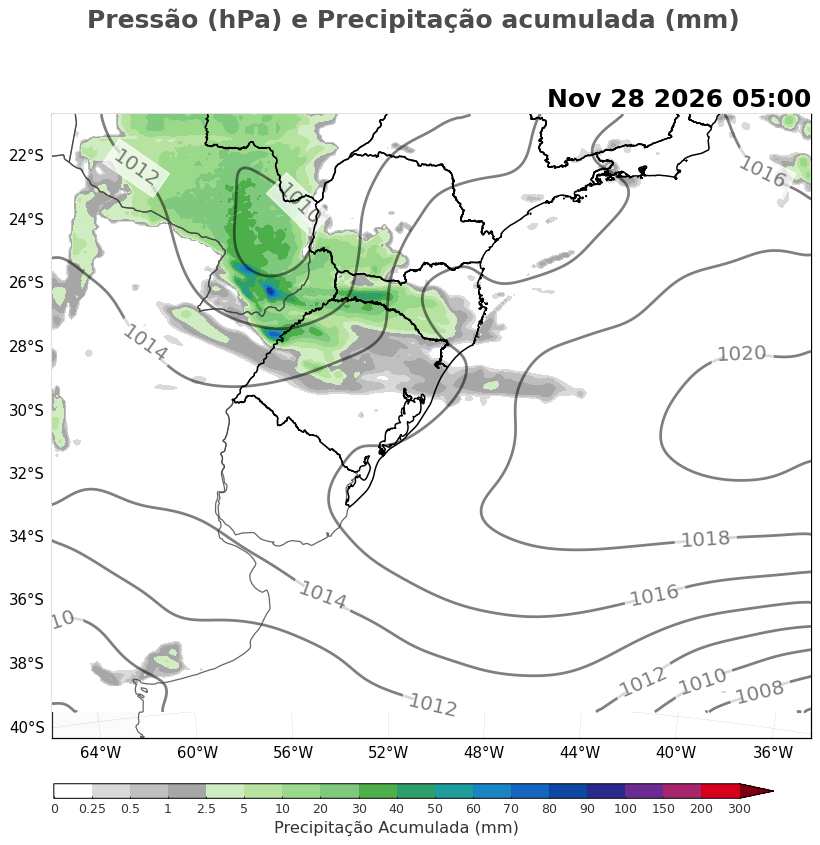 Pressão (hPa) e Precipitação acumulada (mm)
Nov 28 2026 05:00
22°S
24°S
26°S
28°S
30°S
32°S
34°S
36°S
38°S
40°S
1012
1010
1016
1014
1020
1018
1014
1016
10
1012
1012
1010
1008
64°W 60°W 56°W 52°W 48°W 44°W 40°W 36°W
0 0.25 0.5 1 2.5 5 10 20 30 40 50 60 70 80 90 100 150 200 300
Precipitação Acumulada (mm)